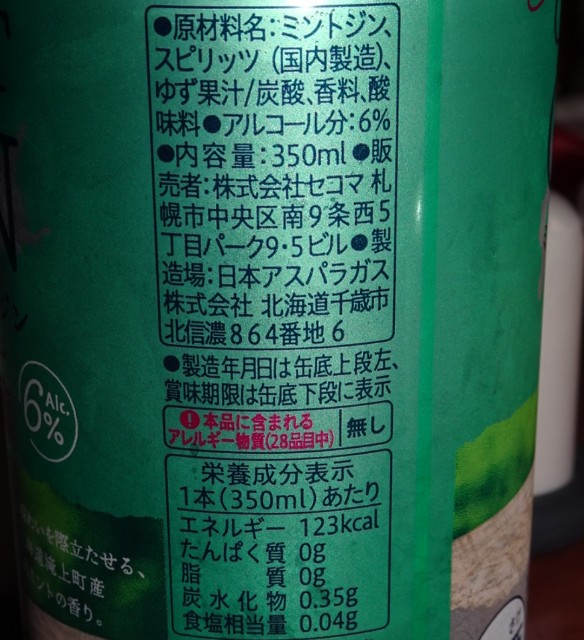 ●原材料名:ミントジン、
スピリッツ(国内製造)、
ゆず果汁/炭酸、香料、酸
味料●アルコール分:6%
●内容量:350ml●販
売者:株式会社セコマ 札
幌市中央区南9条西5
丁目パーク9・5ビル●製
造場:日本アスパラガス
株式会社 北海道千歳市
北信濃864番地6
●製造年月日は缶底上段左、
賞味期限は缶底下段に表示
!本品に含まれる
アレルギー物質(28品目中) 無し
栄養成分表示
1本(350ml)あたり
エネルギー 123kcal
たんぱく質 0g
脂質 0g
炭水化物 0.35g
食塩相当量 0.04g
Alc.
6%
を際立たせる、
上町産
ントの香り。